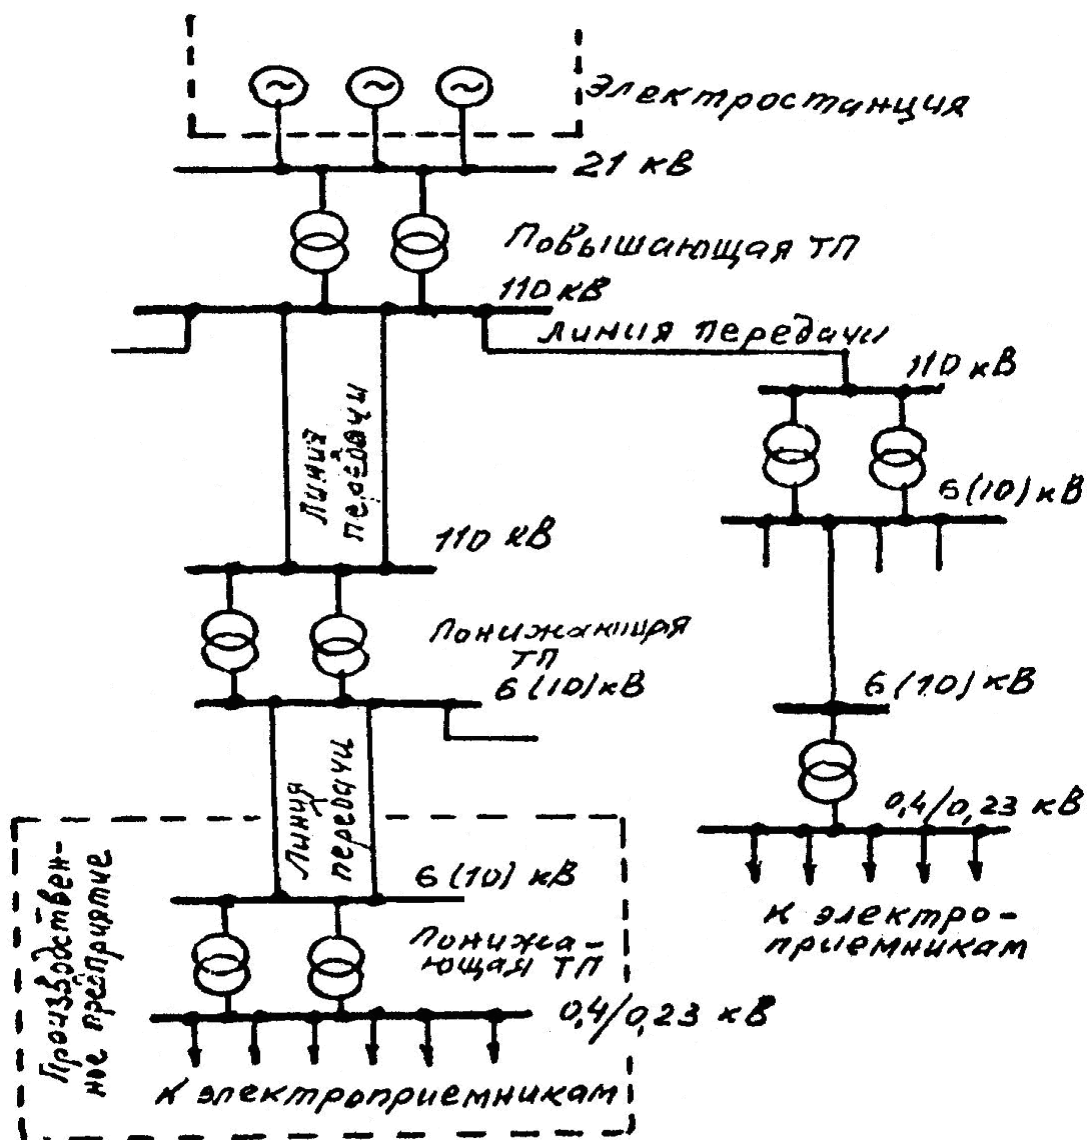 Электростанция
21 кВ
Повышающая ТП
110 кВ
Линия передачи
110 кВ
Линия
передачи
6 (10) кВ
110 кВ
Понижающая
ТП
6 (10) кВ
6 (10) кВ
Линия
передачи
0,4/0,23 кВ
Производствен-
ное предприятие
6 (10) кВ
К электро-
приемникам
Понижа-
ющая ТП
0,4/0,23 кВ
К электроприемникам